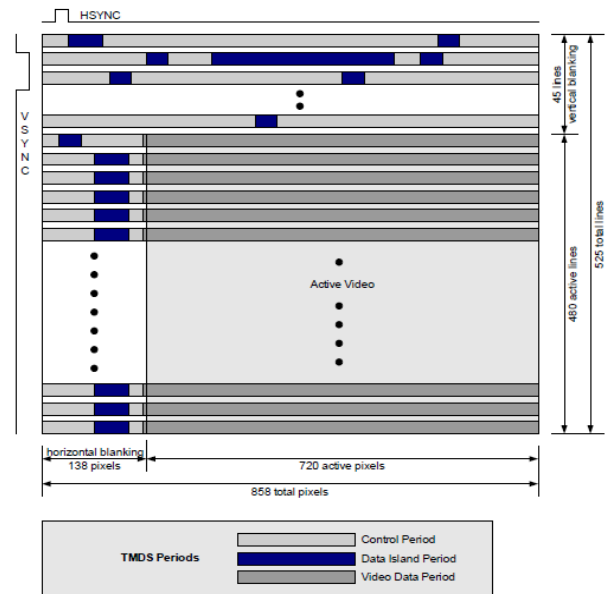 HSYNC
VSYNC
45 lines
vertical blanking
480 active lines
525 total lines
Active Video
horizontal blanking
138 pixels
720 active pixels
858 total pixels
TMDS Periods
Control Period
Data Island Period
Video Data Period